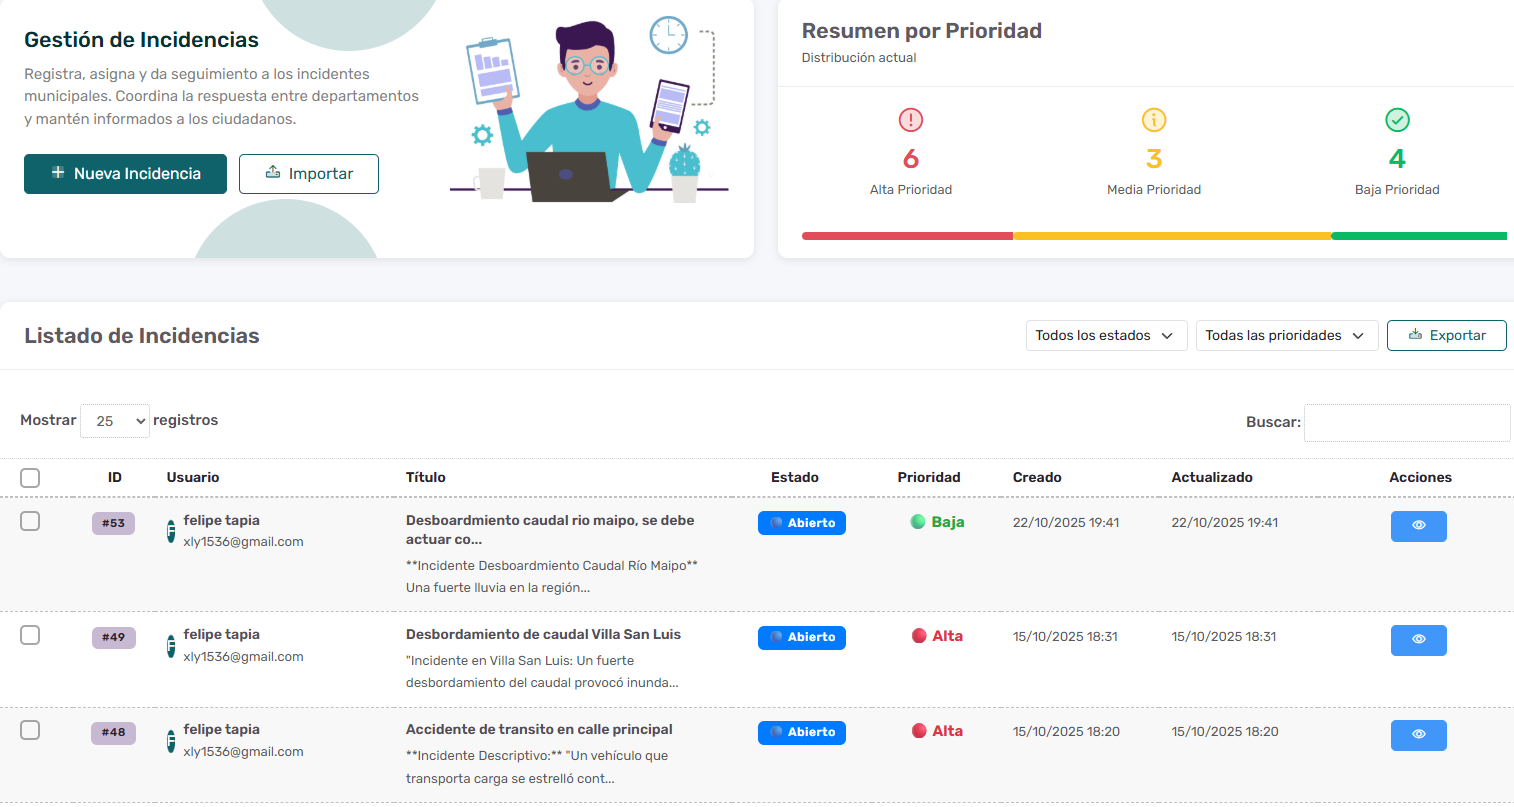 Gestión de Incidencias
Registra, asigna y da seguimiento a los incidentes
municipales. Coordina la respuesta entre departamentos
y mantén informados a los ciudadanos.
Nueva Incidencia
Importar
Resumen por Prioridad
Distribución actual
6
Alta Prioridad
3
Media Prioridad
4
Baja Prioridad
Listado de Incidencias
Todos los estados
Todas las prioridades
Exportar
Mostrar 25 registros
Buscar:
ID Usuario Título Estado Prioridad Creado Actualizado Acciones
#53
F
felipe tapia
xly1536@gmail.com
Desboardmiento caudal rio maipo, se debe
actuar co...
**Incidente Desboardmiento Caudal Río Maipo**
Una fuerte lluvia en la región...
Abierto
Baja
22/10/2025 19:41
22/10/2025 19:41
#49
F
felipe tapia
xly1536@gmail.com
Desbordamiento de caudal Villa San Luis
"Incidente en Villa San Luis: Un fuerte
desbordamiento del caudal provocó inunda...
Abierto
Alta
15/10/2025 18:31
15/10/2025 18:31
#48
F
felipe tapia
xly1536@gmail.com
Accidente de transito en calle principal
**Incidente Descriptivo:** "Un vehículo que
transporta carga se estrelló cont...
Abierto
Alta
15/10/2025 18:20
15/10/2025 18:20